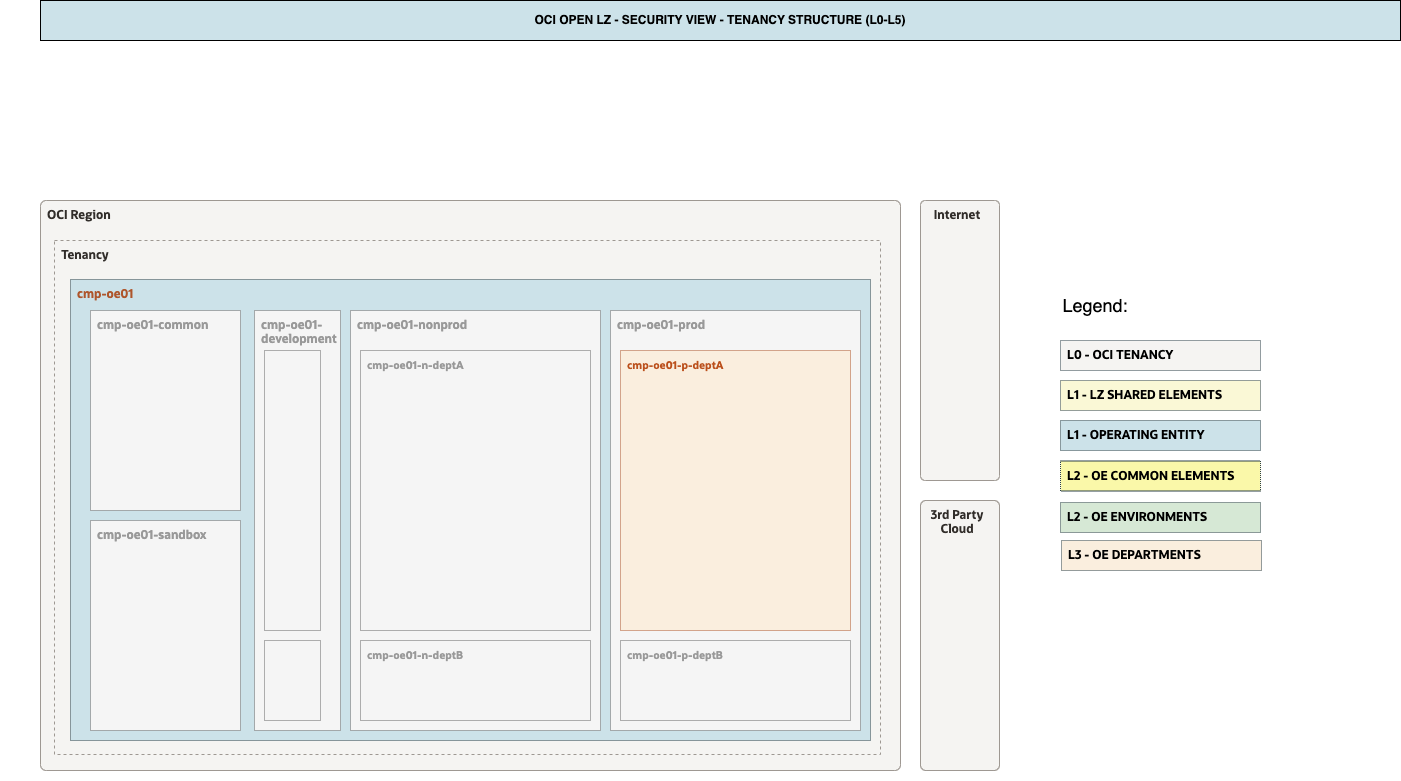 OCI OPEN LZ - SECURITY VIEW - TENANCY STRUCTURE (L0-L5)
OCI Region
Tenancy
cmp-oe01
cmp-oe01-common
cmp-oe01-sandbox
cmp-oe01-
development
cmp-oe01-nonprod
cmp-oe01-n-deptA
cmp-oe01-n-deptB
cmp-oe01-prod
cmp-oe01-p-deptA
cmp-oe01-p-deptB
Internet
3rd Party
Cloud
Legend:
L0 - OCI TENANCY
L1 - LZ SHARED ELEMENTS
L1 - OPERATING ENTITY
L2 - OE COMMON ELEMENTS
L2 - OE ENVIRONMENTS
L3 - OE DEPARTMENTS